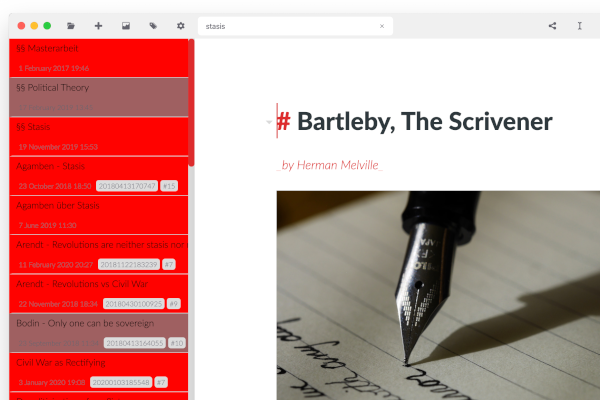 stasis
§§ Masterarbeit
1 February 2017 19:46
§§ Political Theory
§§ Stasis
19 November 2019 15:53
Agamben - Stasis
23 October 2018 18:50 20180413170747 #15
Agamben über Stasis
7 June 2019 11:00
Arendt - Revolutions are neither stasis not
11 February 2020 20:27 20181122183239 #7
Arendt - Revolutions vs Civil War
22 November 2018 18:34 20180430100925 #9
Bodin - Only one can be sovereign
20180413164055 #10
Civil War as Rectifying
3 January 2020 19:08 20200103185548 #7
# Bartleby, The Scrivener
_by Herman Melville_